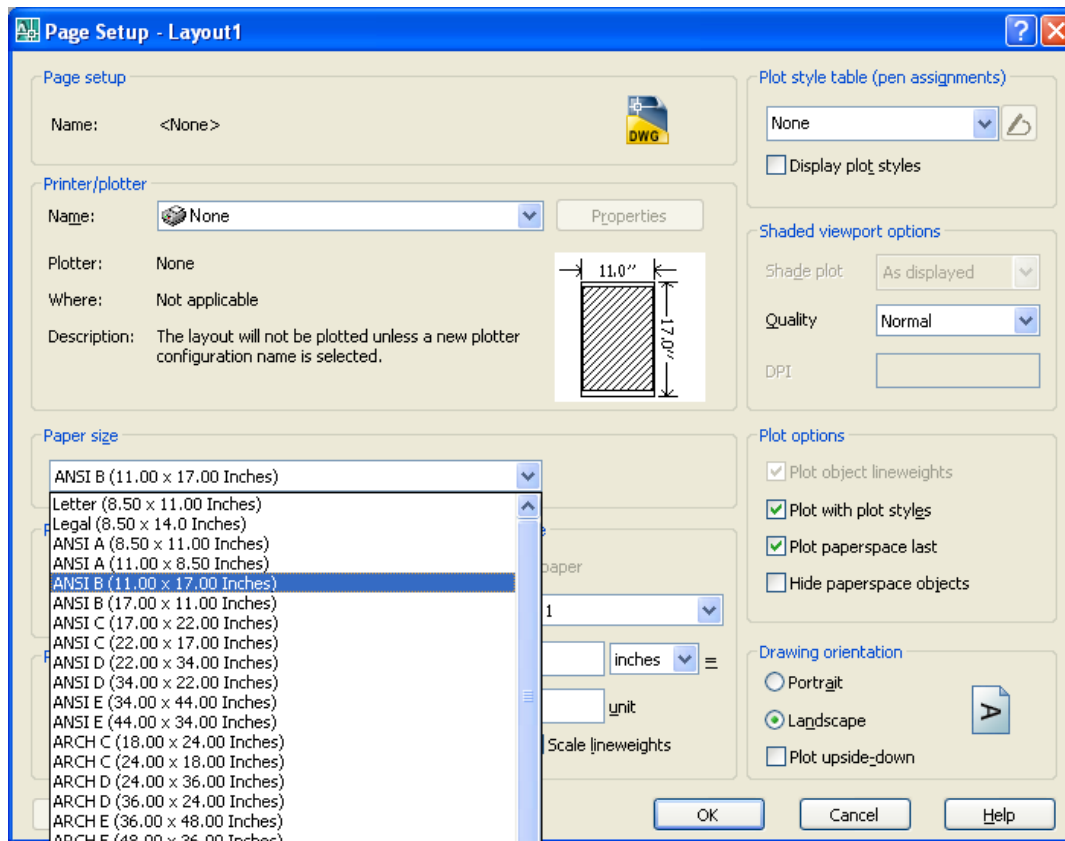 Page Setup - Layout1
Page setup
Name: <None>
DWG
Printer/plotter
Name: None
Properties
Plotter: None
Where: Not applicable
Description: The layout will not be plotted unless a new plotter
configuration name is selected.
11.0’’
17.0’’
Paper size
ANSI B (11.00 x 17.00 Inches)
Letter (8.50 x 11.00 Inches)
Legal (8.50 x 14.0 Inches)
ANSI A (8.50 x 11.00 Inches)
ANSI A (11.00 x 8.50 Inches)
ANSI B (11.00 x 17.00 Inches)
ANSI B (17.00 x 11.00 Inches)
ANSI C (17.00 x 22.00 Inches)
ANSI C (22.00 x 17.00 Inches)
ANSI D (22.00 x 34.00 Inches)
ANSI D (34.00 x 22.00 Inches)
ANSI E (34.00 x 44.00 Inches)
ANSI E (44.00 x 34.00 Inches)
ARCH C (18.00 x 24.00 Inches)
ARCH C (24.00 x 18.00 Inches)
ARCH D (24.00 x 36.00 Inches)
ARCH D (36.00 x 24.00 Inches)
ARCH E (36.00 x 48.00 Inches)
ARCH E (48.00 x 36.00 Inches)
paper
1
inches =
unit
Scale lineweights
Plot style table (pen assignments)
None
Display plot styles
Shaded viewport options
Shade plot As displayed
Quality Normal
DPI
Plot options
Plot object lineweights
Plot with plot styles
Plot paperspace last
Hide paperspace objects
Drawing orientation
Portrait
Landscape
A
Plot upside-down
OK
Cancel
Help